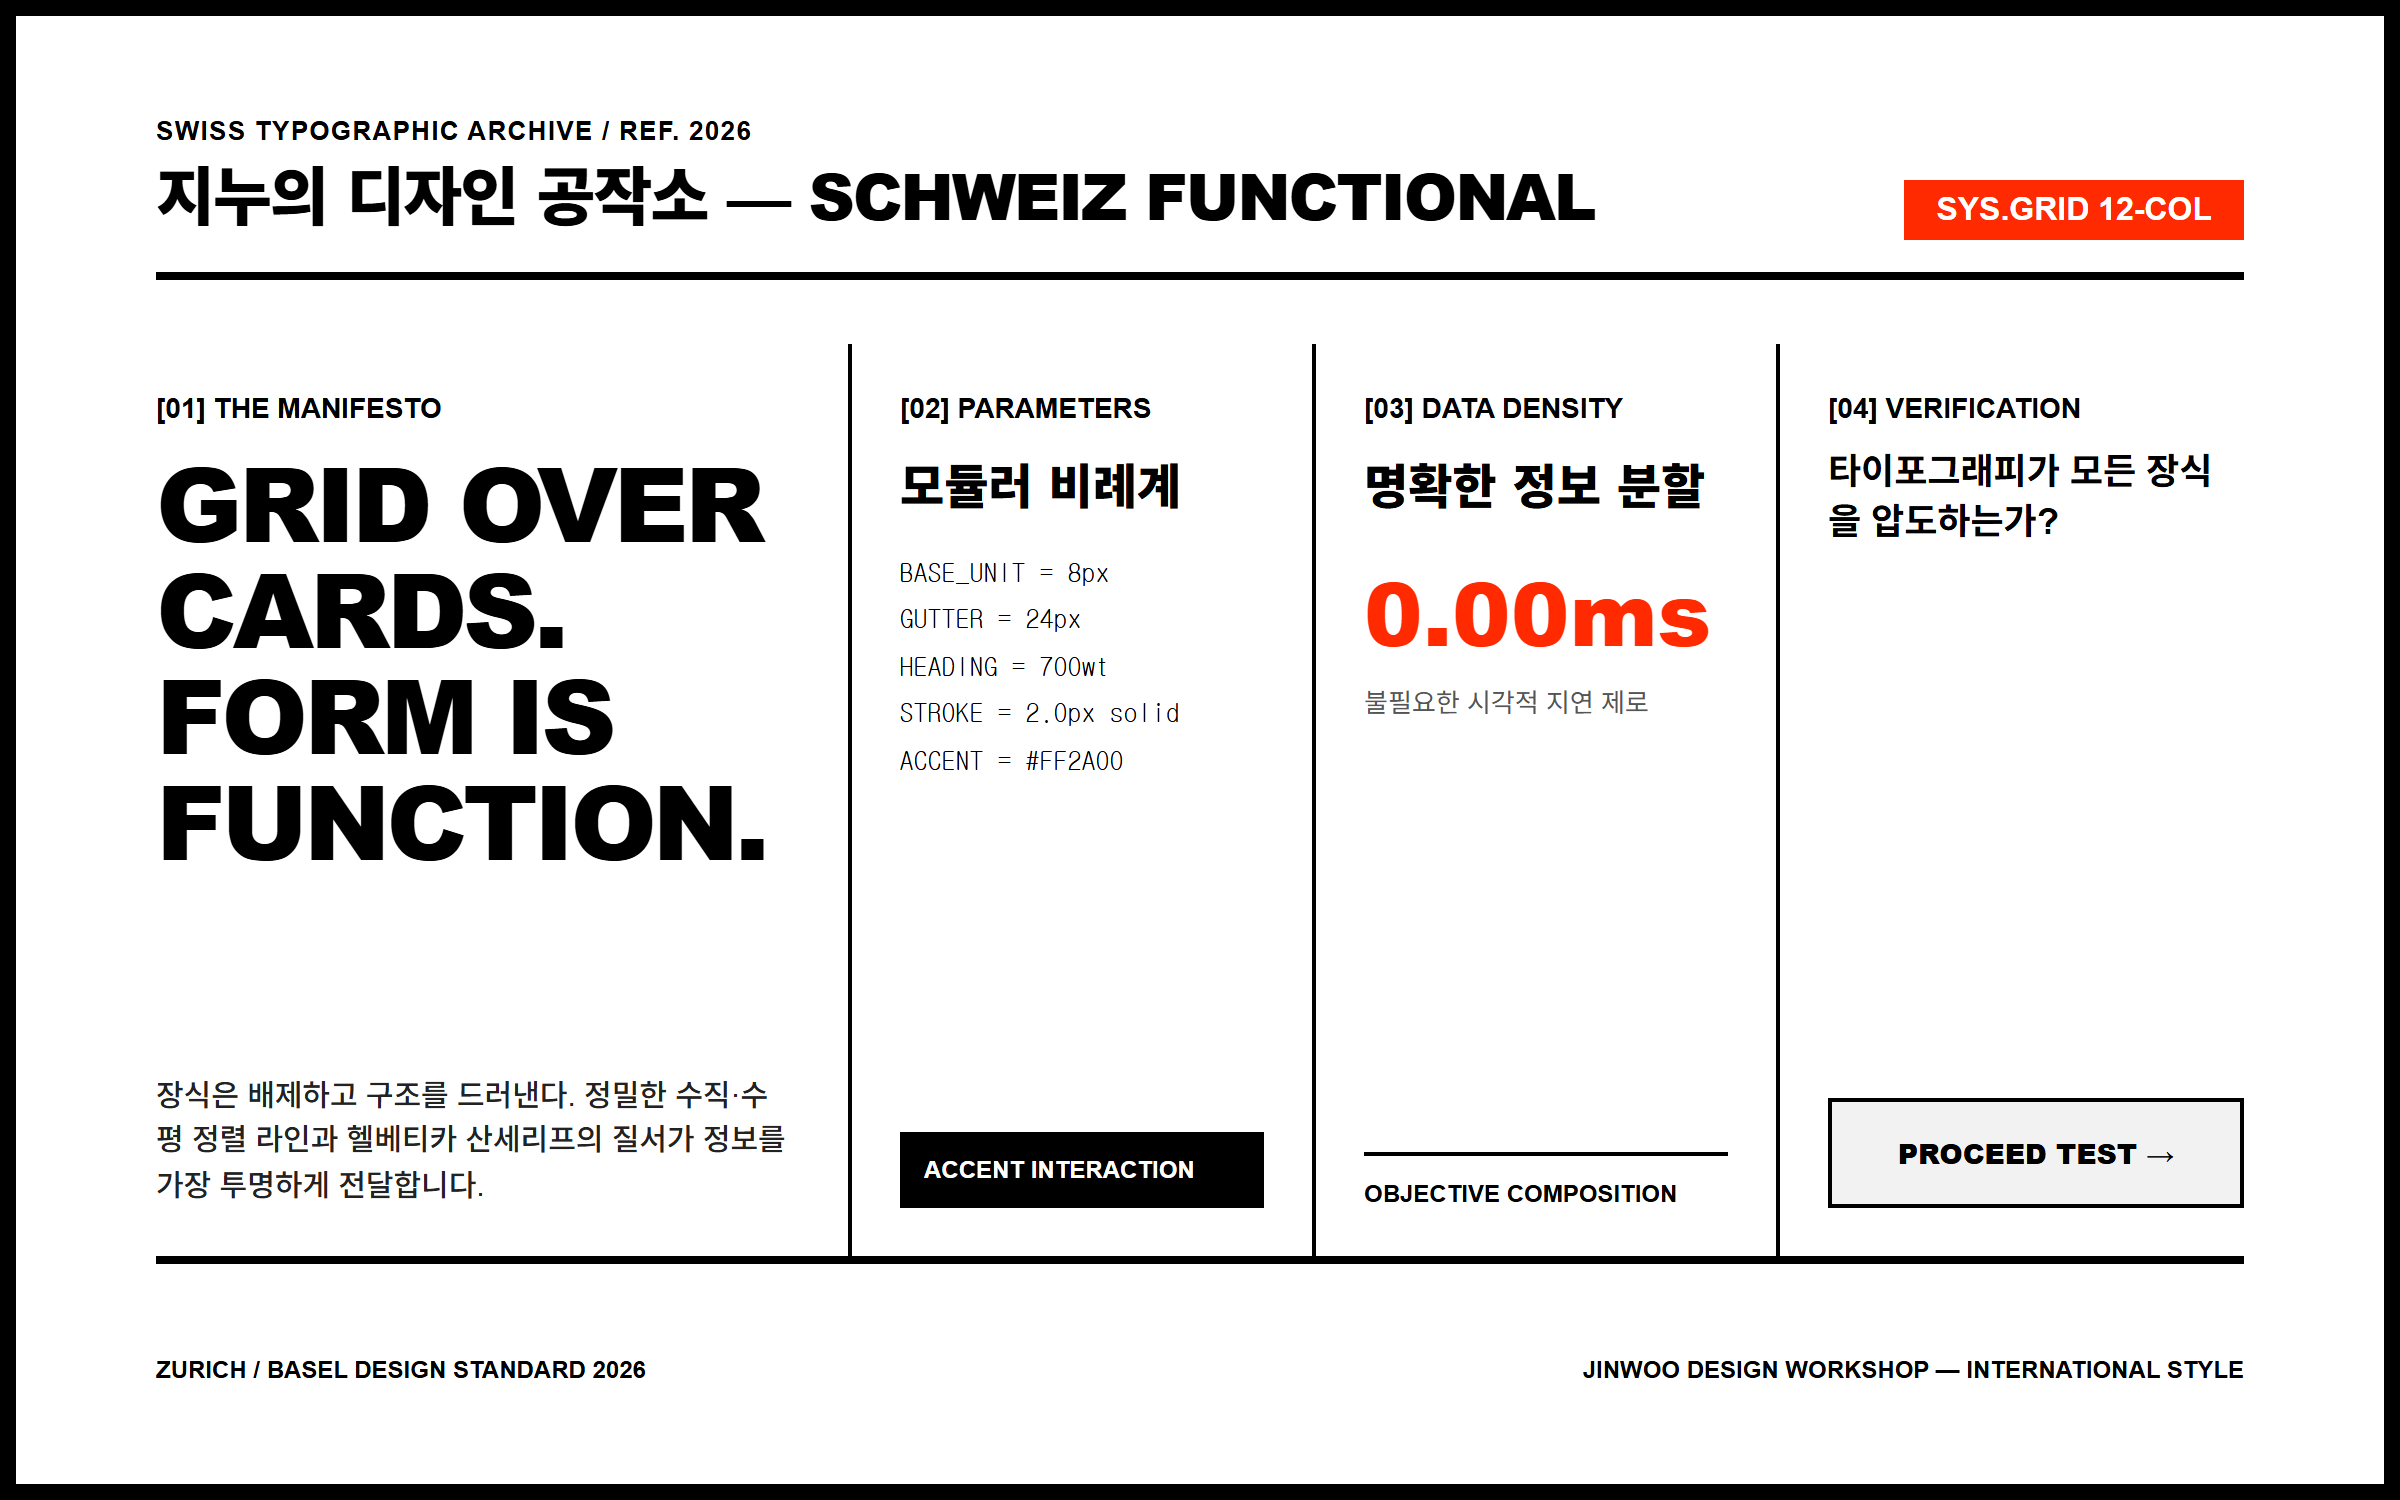 SWISS TYPOGRAPHIC ARCHIVE / REF. 2026
지누의 디자인 공작소 — SCHWEIZ FUNCTIONAL
SYS.GRID 12-COL
[01] THE MANIFESTO
GRID OVER
CARDS.
FORM IS
FUNCTION.
장식은 배제하고 구조를 드러낸다. 정밀한 수직·수
평 정렬 라인과 헬베티카 산세리프의 질서가 정보를
가장 투명하게 전달합니다.
[02] PARAMETERS
모듈러 비례계
BASE_UNIT = 8px
GUTTER = 24px
HEADING = 700wt
STROKE = 2.0px solid
ACCENT = #FF2A00
ACCENT INTERACTION
[03] DATA DENSITY
명확한 정보 분할
0.00ms
불필요한 시각적 지연 제로
OBJECTIVE COMPOSITION
[04] VERIFICATION
타이포그래피가 모든 장식
을 압도하는가?
PROCEED TEST →
ZURICH / BASEL DESIGN STANDARD 2026
JINWOO DESIGN WORKSHOP — INTERNATIONAL STYLE